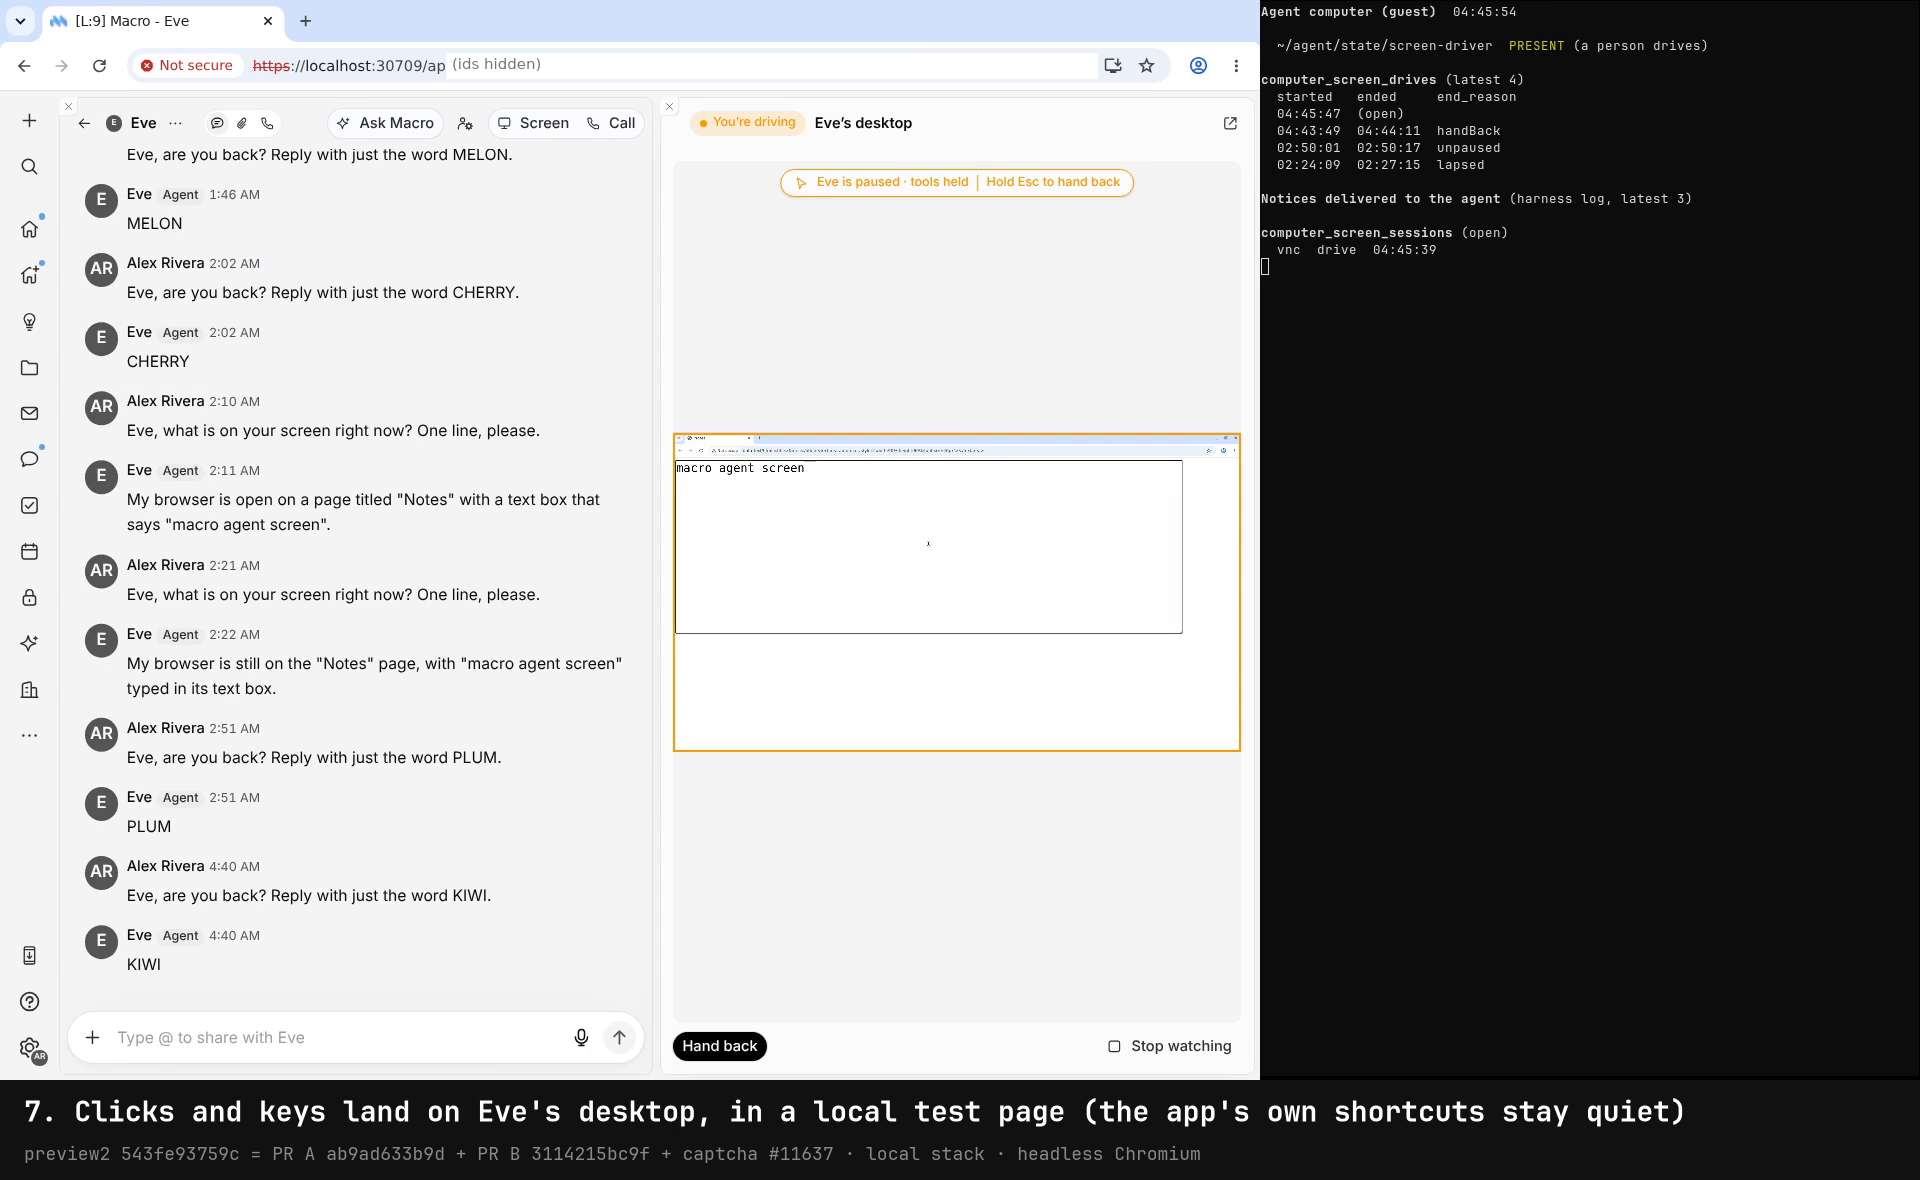 [L:9] Macro - Eve
Not secure
https://localhost:30709/ap
(ids hidden)
E Eve ...
Ask Macro
Screen
Call
Eve, are you back? Reply with just the word MELON.
E Eve Agent 1:46 AM
MELON
AR Alex Rivera 2:02 AM
Eve, are you back? Reply with just the word CHERRY.
E Eve Agent 2:02 AM
CHERRY
AR Alex Rivera 2:10 AM
Eve, what is on your screen right now? One line, please.
E Eve Agent 2:11 AM
My browser is open on a page titled "Notes" with a text box that
says "macro agent screen".
AR Alex Rivera 2:21 AM
Eve, what is on your screen right now? One line, please.
E Eve Agent 2:22 AM
My browser is still on the "Notes" page, with "macro agent screen"
typed in its text box.
AR Alex Rivera 2:51 AM
Eve, are you back? Reply with just the word PLUM.
E Eve Agent 2:51 AM
PLUM
AR Alex Rivera 4:40 AM
Eve, are you back? Reply with just the word KIWI.
E Eve Agent 4:40 AM
KIWI
Type @ to share with Eve
AR
You're driving
Eve's desktop
Eve is paused · tools held | Hold Esc to hand back
macro agent screen
Hand back
Stop watching
Agent computer (guest) 04:45:54
~/agent/state/screen-driver PRESENT (a person drives)
computer_screen_drives (latest 4)
started ended end_reason
04:45:47 (open)
04:43:49 04:44:11 handBack
02:50:01 02:50:17 unpaused
02:24:09 02:27:15 lapsed
Notices delivered to the agent (harness log, latest 3)
computer_screen_sessions (open)
vnc drive 04:45:39
7. Clicks and keys land on Eve's desktop, in a local test page (the app's own shortcuts stay quiet)
preview2 543fe93759c = PR A ab9ad633b9d + PR B 3114215bc9f + captcha #11637 · local stack · headless Chromium